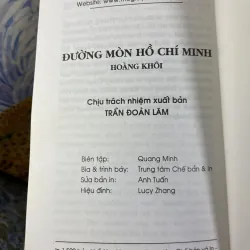 Website:
ĐƯỜNG MÒN HỒ CHÍ MINH
HOÀNG KHÔI
Chịu trách nhiệm xuất bản
TRẦN ĐOÀN LÂM
Biên tập: Quang Minh
Bìa & trình bày: Trung tâm Chế bản & in
Sửa bản in: Anh Tuấn
Hiệu đính: Lucy Zhang